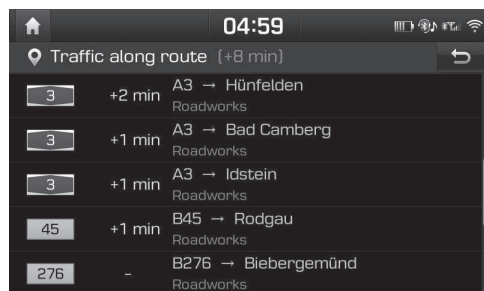 04:59
Traffic along route (+8 min)
3 +2 min A3 → Hünfelden
Roadworks
3 +1 min A3 → Bad Camberg
Roadworks
3 +1 min A3 → Idstein
Roadworks
45 +1 min B45 → Rodgau
Roadworks
276 - B276 → Biebergemünd
Roadworks